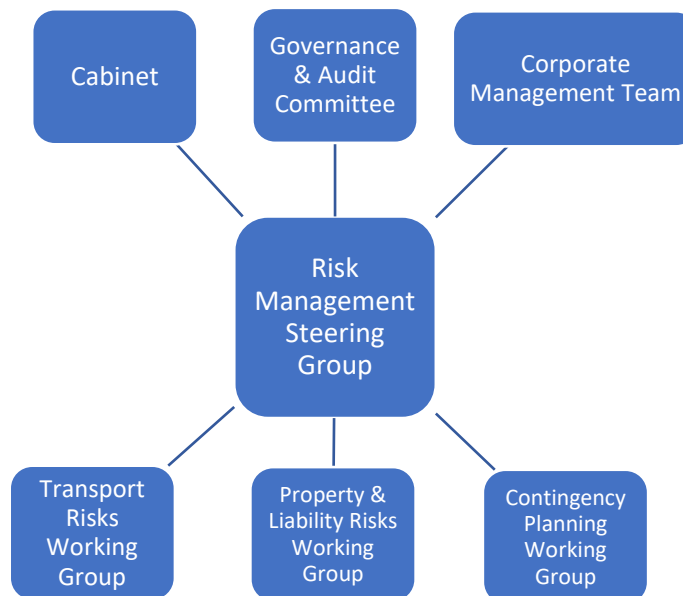 Cabinet
Governance
& Audit
Committee
Corporate
Management Team
Risk
Management
Steering
Group
Transport
Risks
Working
Group
Property &
Liability Risks
Working
Group
Contingency
Planning
Working
Group